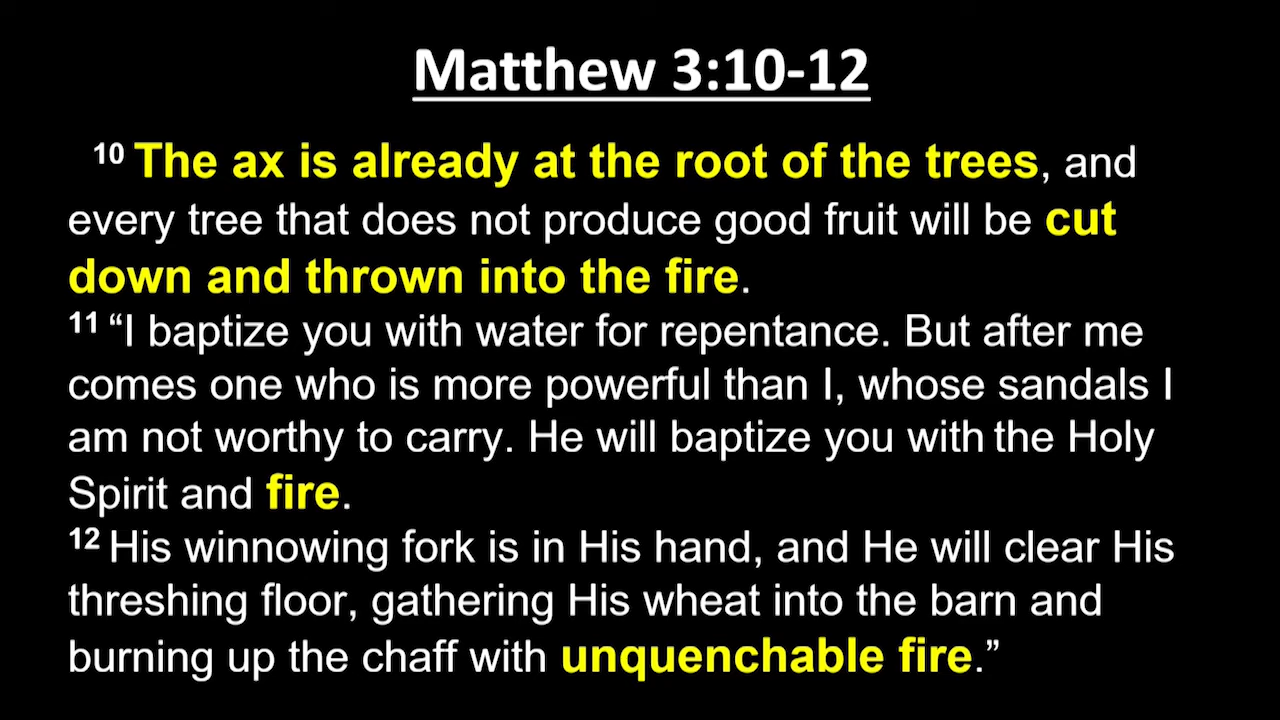 Matthew 3:10-12
10 The ax is already at the root of the trees, and
every tree that does not produce good fruit will be cut
down and thrown into the fire.
11 “I baptize you with water for repentance. But after me
comes one who is more powerful than I, whose sandals I
am not worthy to carry. He will baptize you with the Holy
Spirit and fire.
12 His winnowing fork is in His hand, and He will clear His
threshing floor, gathering His wheat into the barn and
burning up the chaff with unquenchable fire.”